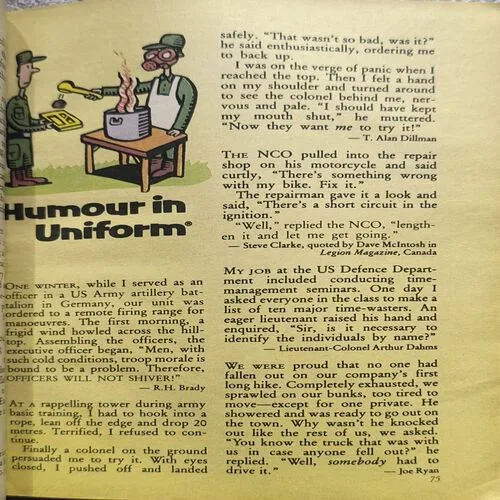 Humour in
Uniform®
ONE WINTER, while I served as an
officer in a US Army artillery bat-
talion in Germany, our unit was
ordered to a remote firing range for
manoeuvres. The first morning, a
frigid wind howled across the hill-
top. Assembling the officers, the
executive officer began, "Men, with
such cold conditions, troop morale is
bound to be a problem. Therefore,
OFFICERS WILL NOT SHIVER!"
— R.H. Brady
AT A rappelling tower during army
basic training, I had to hook into a
rope, lean off the edge and drop 20
metres. Terrified, I refused to con-
tinue.
Finally a colonel on the ground
persuaded me to try it. With eyes
closed, I pushed off and landed
safely. "That wasn't so bad, was it?"
he said enthusiastically, ordering me
to back up.
I was on the verge of panic when I
reached the top. Then I felt a hand
on my shoulder and turned around
to see the colonel behind me, ner-
vous and pale. "I should have kept
my mouth shut," he muttered.
"Now they want me to try it!"
— T. Alan Dillman
THE NCO pulled into the repair
shop on his motorcycle and said
curtly, "There's something wrong
with my bike. Fix it."
The repairman gave it a look and
said, "There's a short circuit in the
ignition."
"Well," replied the NCO, "length-
en it and let me get going."
— Steve Clarke, quoted by Dave McIntosh in
Legion Magazine, Canada
MY JOB at the US Defence Depart-
ment included conducting time-
management seminars. One day I
asked everyone in the class to make a
list of ten major time-wasters. An
eager lieutenant raised his hand and
enquired, "Sir, is it necessary to
identify the individuals by name?"
— Lieutenant-Colonel Arthur Dahms
WE WERE proud that no one had
fallen out on our company's first
long hike. Completely exhausted, we
sprawled on our bunks, too tired to
move—except for one private. He
showered and was ready to go out on
the town. Why wasn't he knocked
out like the rest of us, we asked.
"You know the truck that was with
us in case anyone fell out?" he
replied. "Well, somebody had to
drive it."
— Joe Ryan
75